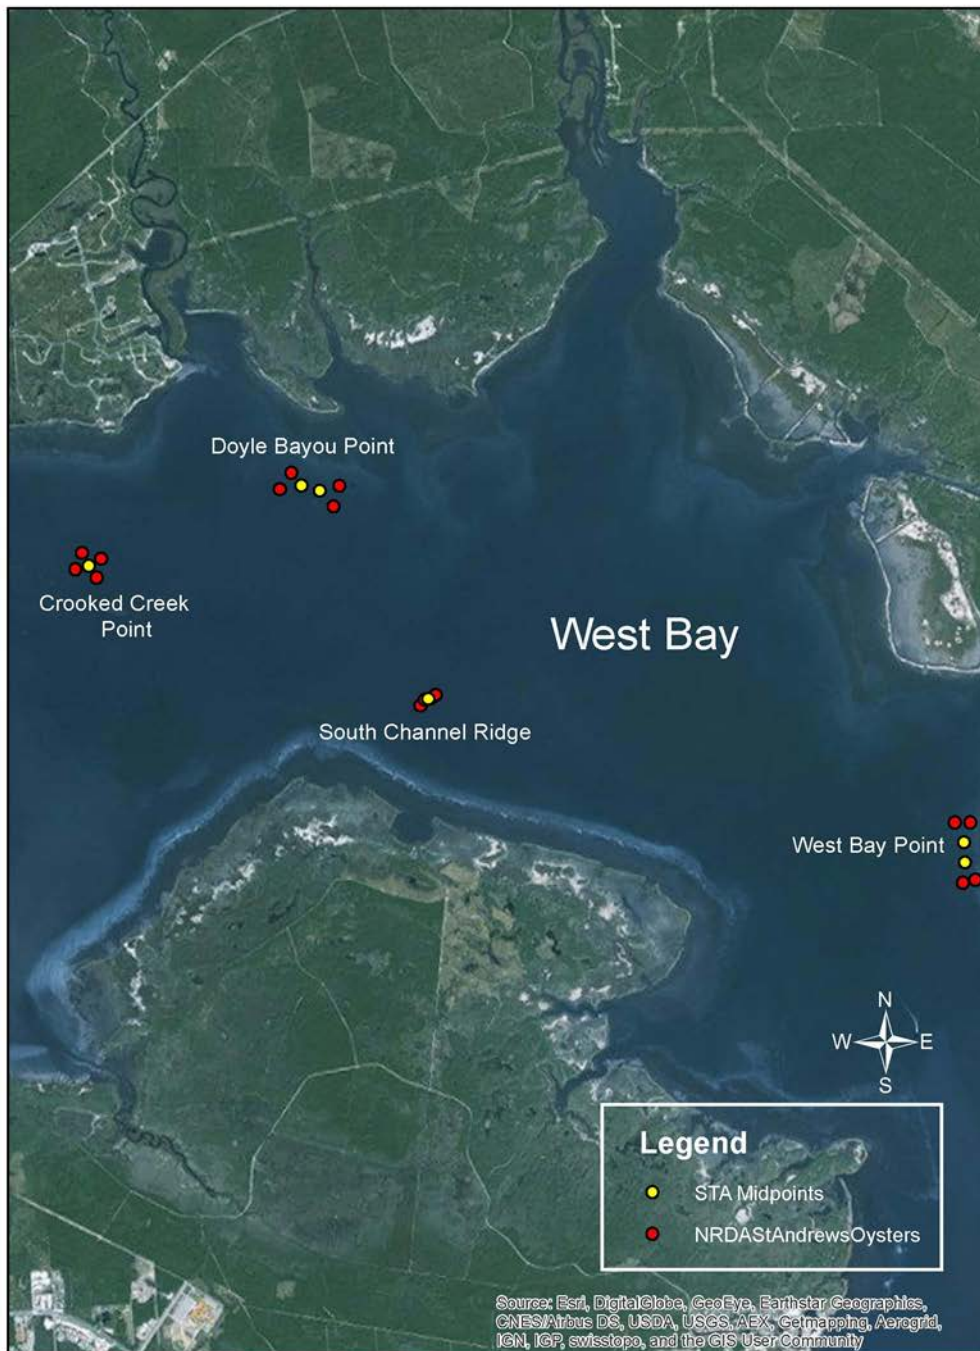 Doyle Bayou Point
Crooked Creek
Point
West Bay
South Channel Ridge
West Bay Point
N
W E
S
Legend
STA Midpoints
NRDAStAndrewsOysters
Source: Esri, DigitalGlobe, GeoEye, Earthstar Geographics,
CNES/Airbus DS, USDA, USGS, AEX, Getmapping, Aerogrid,
IGN, IGP, swisstopo, and the GIS User Community